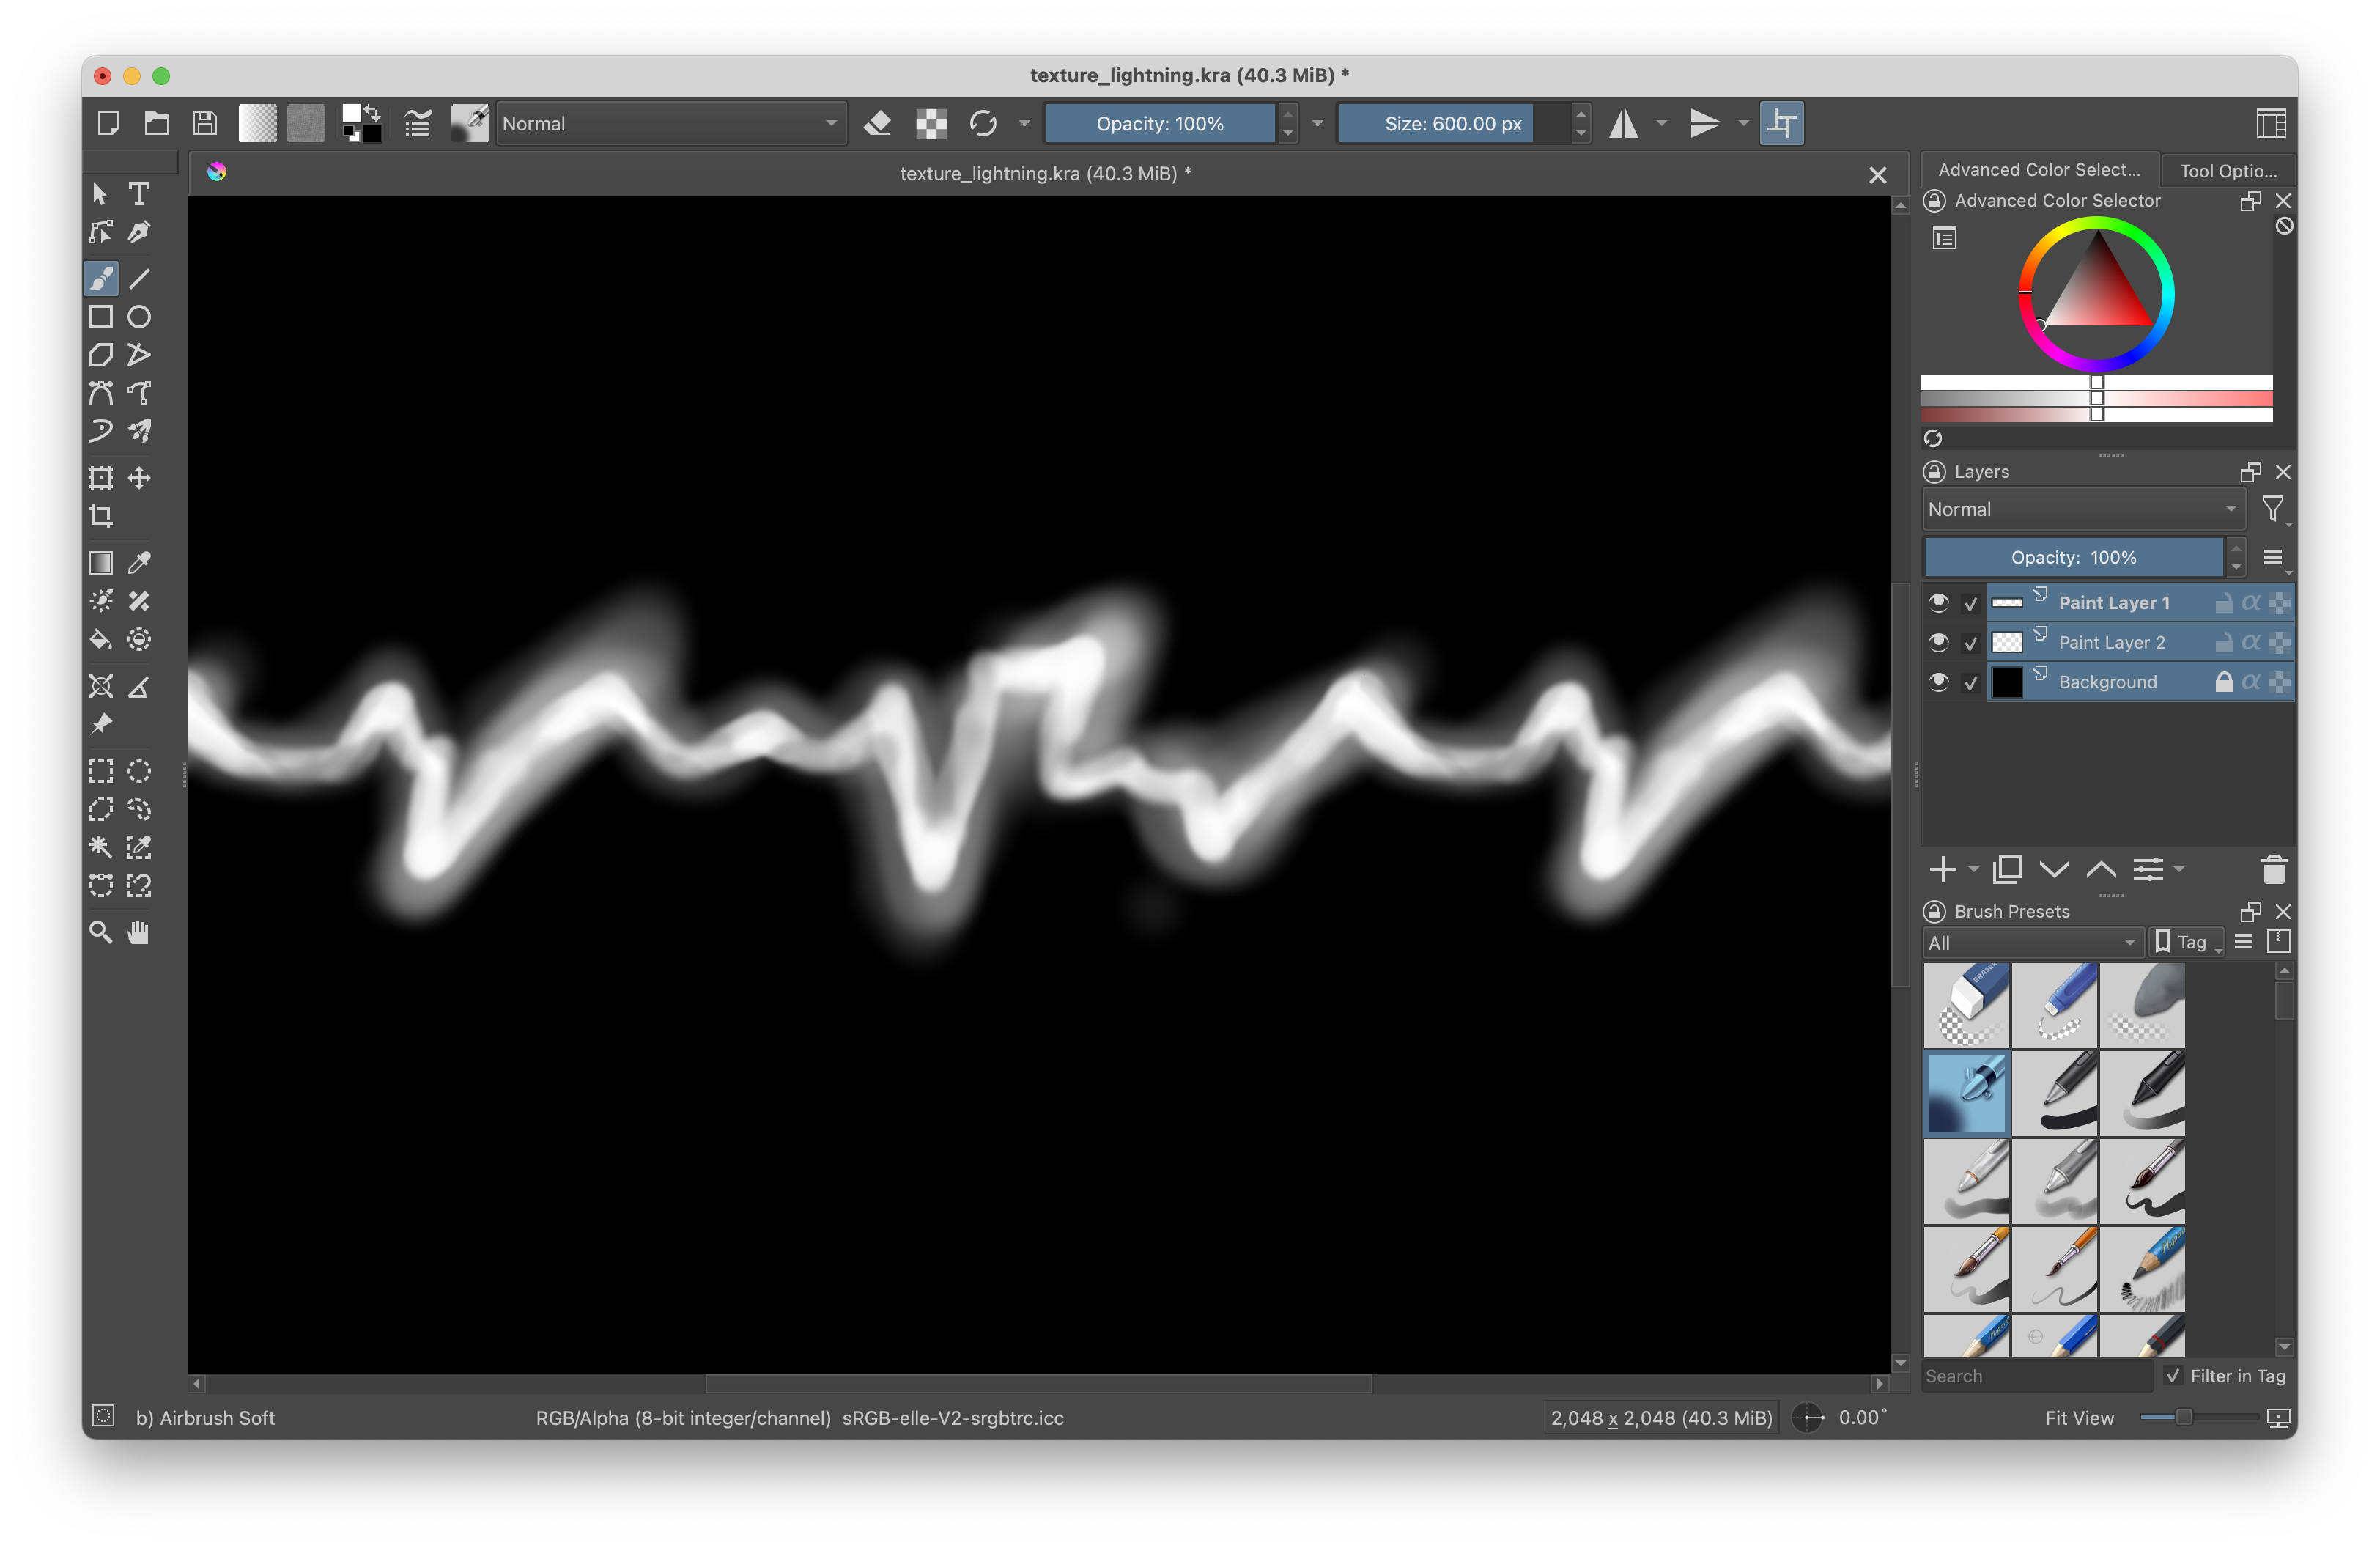 texture_lightning.kra (40.3 MiB) *
Normal
Opacity: 100%
Size: 600.00 px
texture_lightning.kra (40.3 MiB) *
Advanced Color Select...
Tool Optio...
Advanced Color Selector
Layers
Normal
Opacity: 100%
Paint Layer 1
Paint Layer 2
Background
Brush Presets
All
Tag
ERASER
Search
Filter in Tag
b) Airbrush Soft
RGB/Alpha (8-bit integer/channel) sRGB-elle-V2-srgbtrc.icc
2,048 x 2,048 (40.3 MiB)
0.00°
Fit View